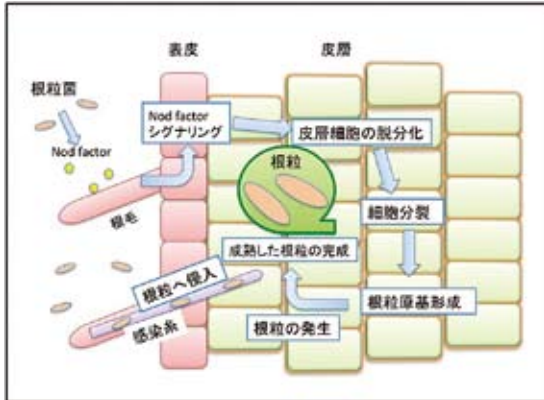 表皮
皮層
根粒菌
Nod factor
根毛
Nod factor
シグナリング
皮層細胞の脱分化
細胞分裂
根粒原基形成
根粒の発生
成熟した根粒の完成
根粒
根粒へ侵入
感染糸